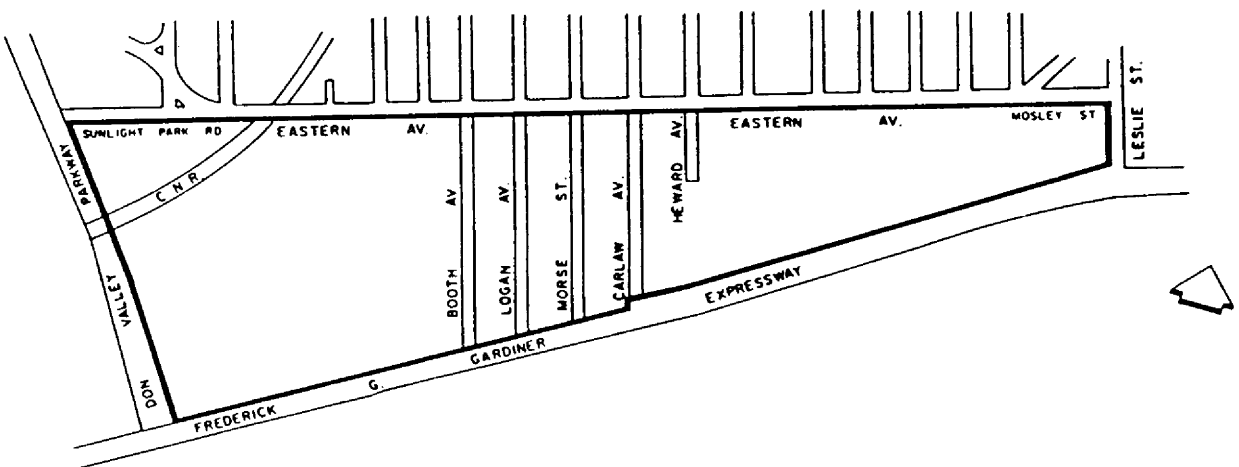 SUNLIGHT PARK RD
EASTERN AV.
EASTERN AV.
MOSLEY ST
LESLIE ST.
PARKWAY
C N R.
VALLEY
DON
BOOTH AV
LOGAN AV.
MORSE ST.
CARLAW AV.
HEWARD AV.
FREDERICK G. GARDINER EXPRESSWAY